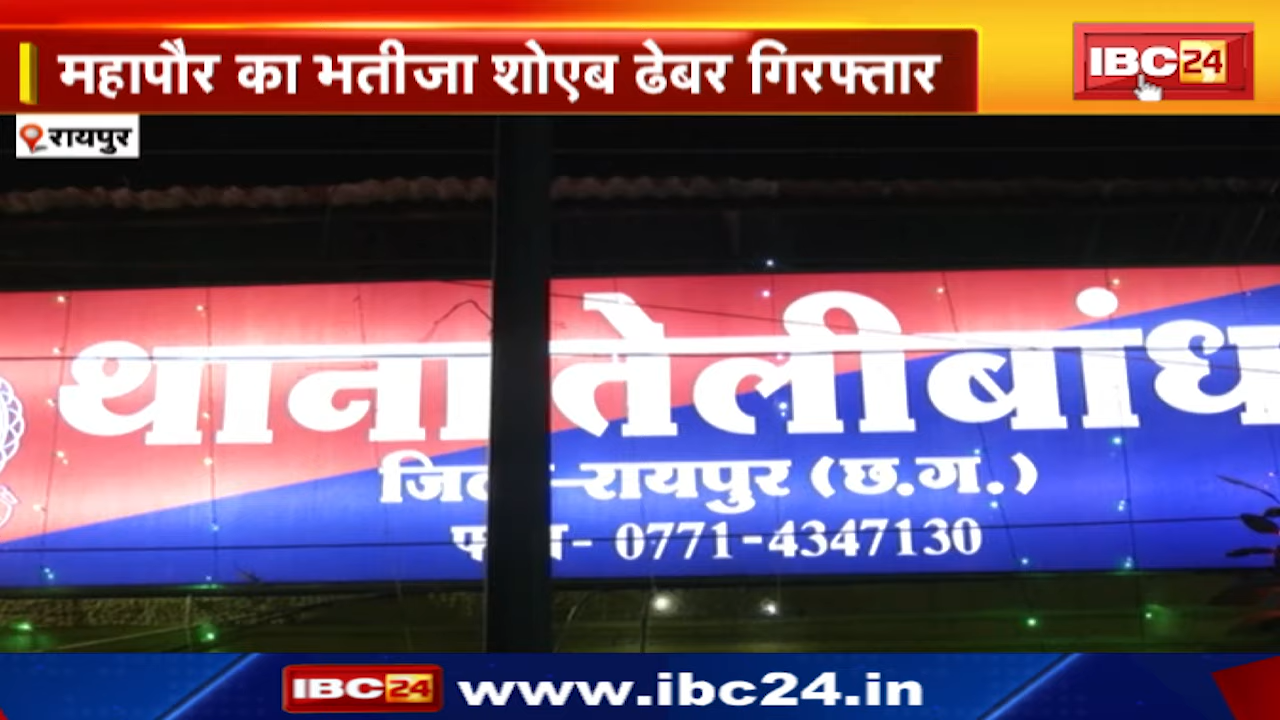 महापौर का भतीजा शोएब ढेबर गिरफ्तार
IBC24
रायपुर
थाना तेलीबांध
रायपुर (छ.ग.)
- 0771-4347130
IBC24 www.ibc24.in